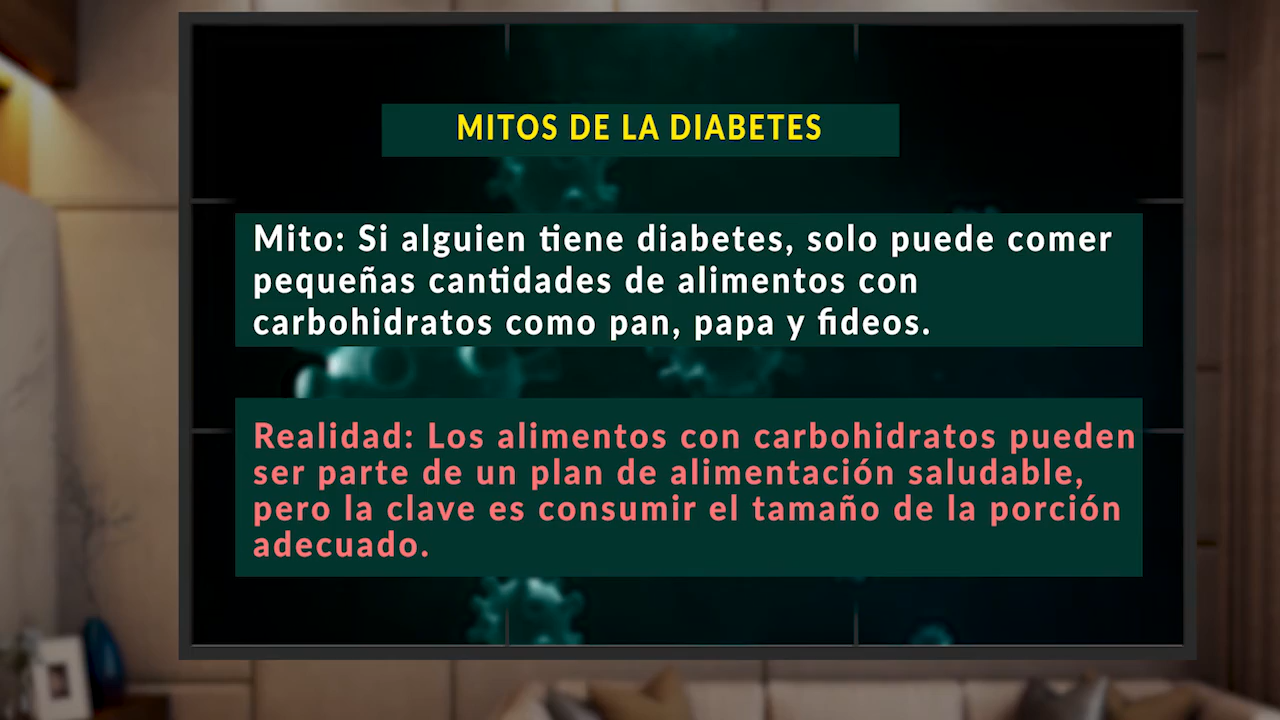 MITOS DE LA DIABETES
Mito: Si alguien tiene diabetes, solo puede comer
pequeñas cantidades de alimentos con
carbohidratos como pan, papa y fideos.
Realidad: Los alimentos con carbohidratos pueden
ser parte de un plan de alimentación saludable,
pero la clave es consumir el tamaño de la porción
adecuado.